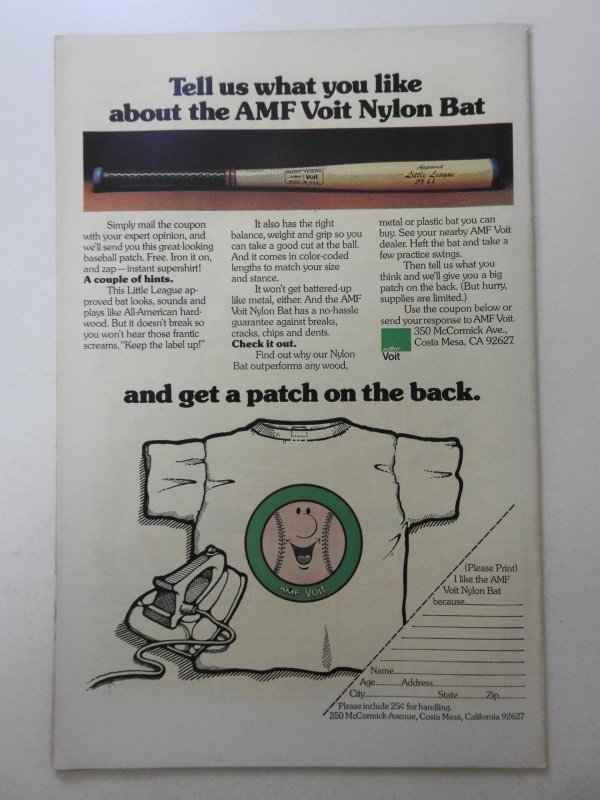 Tell us what you like
about the AMF Voit Nylon Bat
Voit
MADE IN U.S.A.
Approved
Little League
Simply mail the coupon
with your expert opinion, and
we'll send you this great-looking
baseball patch. Free. Iron it on,
and zap — instant supershirt!
A couple of hints.
This Little League ap-
proved bat looks, sounds and
plays like All-American hard-
wood. But it doesn't break so
you won't hear those frantic
screams, "Keep the label up!"
It also has the right
balance, weight and grip so you
can take a good cut at the ball.
And it comes in color-coded
lengths to match your size
and stance.
It won't get battered-up
like metal, either. And the AMF
Voit Nylon Bat has a no-hassle
guarantee against breaks,
cracks, chips and dents.
Check it out.
Find out why our Nylon
Bat outperforms any wood,
metal or plastic bat you can
buy. See your nearby AMF Voit
dealer. Heft the bat and take a
few practice swings.
Then tell us what you
think and we'll give you a big
patch on the back. (But hurry,
supplies are limited.)
Use the coupon below or
send your response to AMF Voit.
350 McCormick Ave.,
Costa Mesa, CA 92627.
AMF
Voit
and get a patch on the back.
AMF Voit
(Please Print)
I like the AMF
Voit Nylon Bat
because
Name
Age Address
City State Zip
Please include 25¢ for handling.
350 McCormick Avenue, Costa Mesa, California 92627